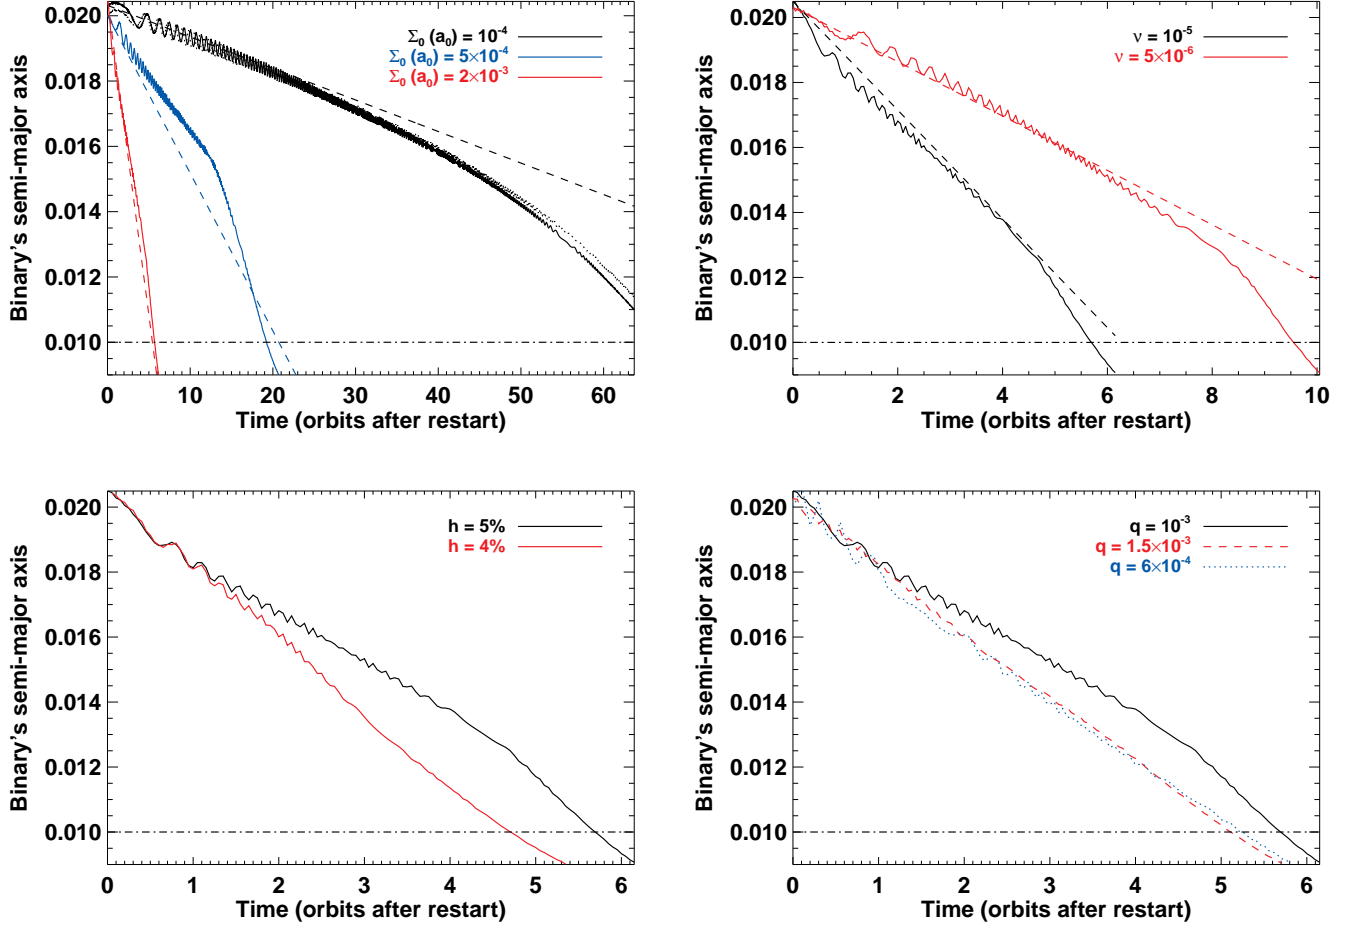 Binary's semi-major axis
0.020
0.018
0.016
0.014
0.012
0.010
Σ₀ (a₀) = 10⁻⁴
Σ₀ (a₀) = 5×10⁻⁴
Σ₀ (a₀) = 2×10⁻³
0 10 20 30 40 50 60
Time (orbits after restart)
Binary's semi-major axis
0.020
0.018
0.016
0.014
0.012
0.010
ν = 10⁻⁵
ν = 5×10⁻⁶
0 2 4 6 8 10
Time (orbits after restart)
Binary's semi-major axis
0.020
0.018
0.016
0.014
0.012
0.010
h = 5%
h = 4%
0 1 2 3 4 5 6
Time (orbits after restart)
Binary's semi-major axis
0.020
0.018
0.016
0.014
0.012
0.010
q = 10⁻³
q = 1.5×10⁻³
q = 6×10⁻⁴
0 1 2 3 4 5 6
Time (orbits after restart)